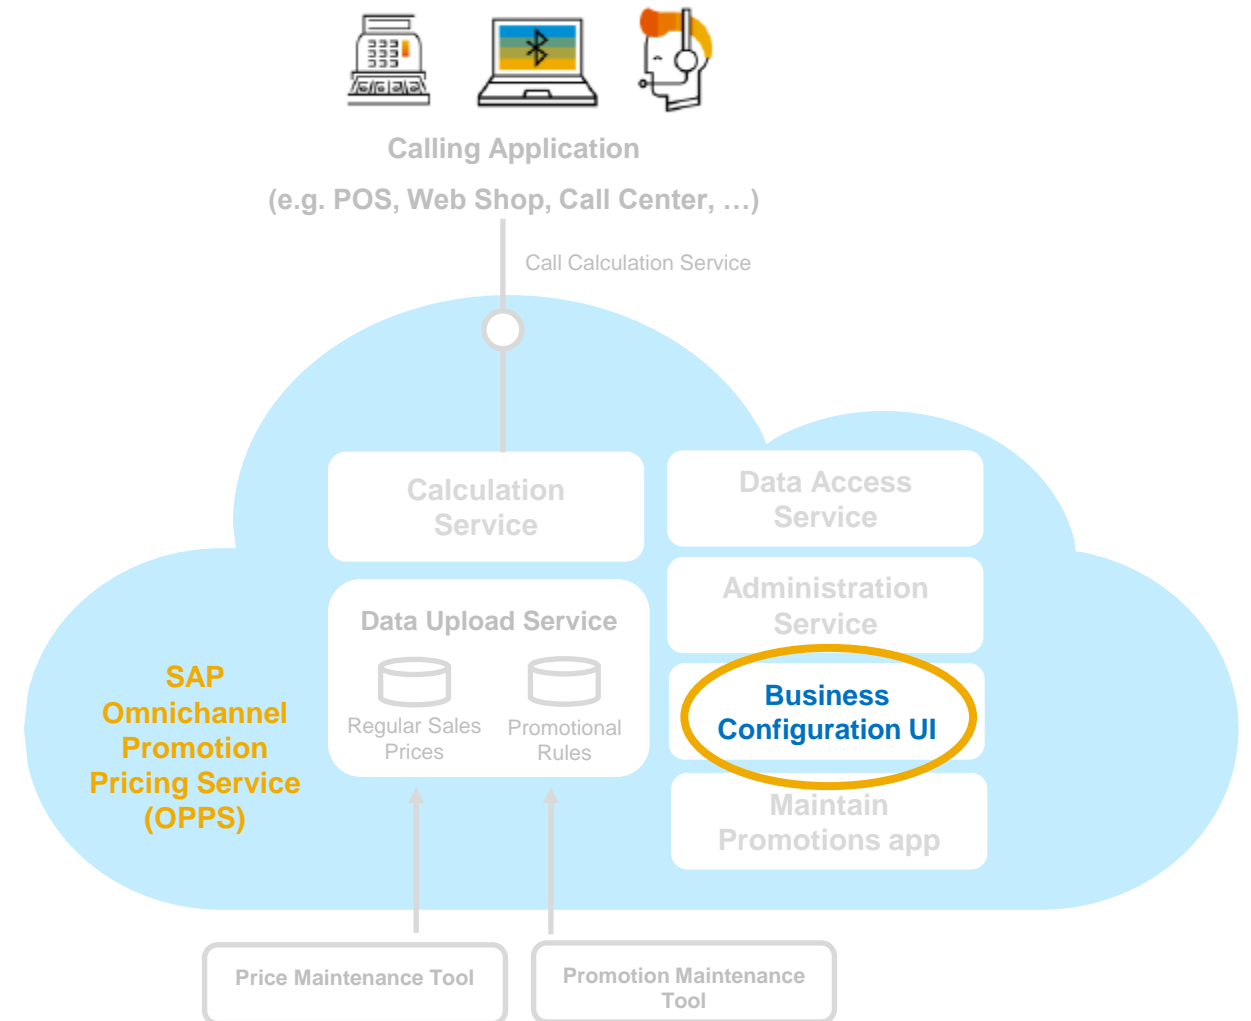 Calling Application
(e.g. POS, Web Shop, Call Center, …)
Call Calculation Service
Calculation
Service
Data Access
Service
Administration
Service
Data Upload Service
Regular Sales
Prices
Promotional
Rules
Business
Configuration UI
Maintain
Promotions app
SAP
Omnichannel
Promotion
Pricing Service
(OPPS)
Price Maintenance Tool
Promotion Maintenance
Tool